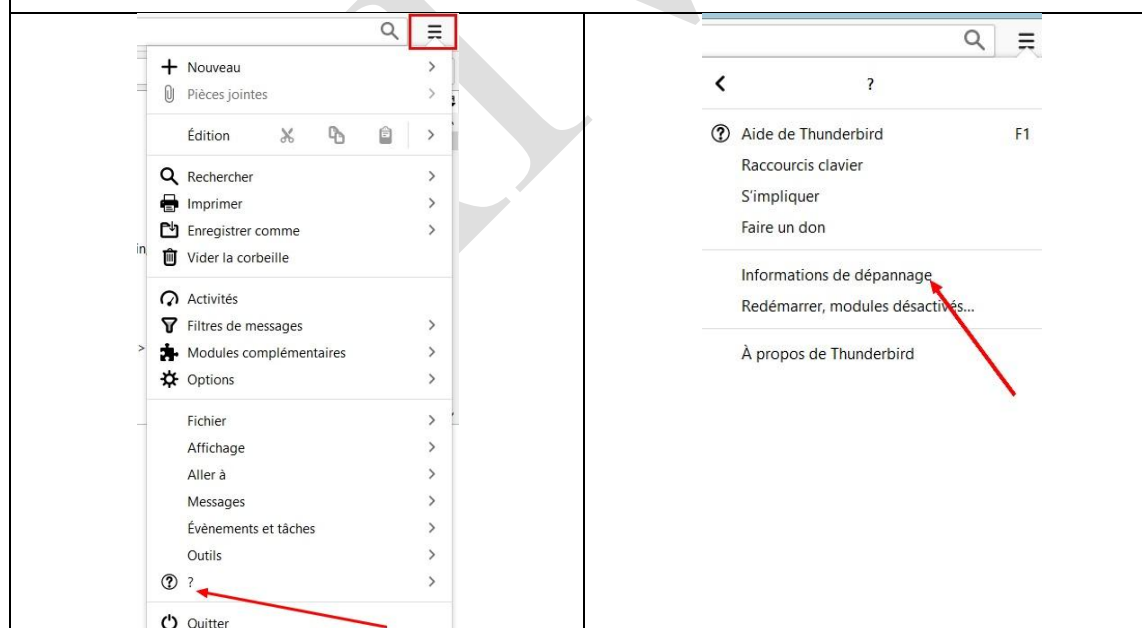 Nouveau
Pièces jointes
Édition
Rechercher
Imprimer
Enregistrer comme
in
Vider la corbeille
Activités
Filtres de messages
> Modules complémentaires
Options
Fichier
Affichage
Aller à
Messages
Évènements et tâches
Outils
?
Quitter
?
Aide de Thunderbird F1
Raccourcis clavier
S'impliquer
Faire un don
Informations de dépannage
Redémarrer, modules désactivés...
À propos de Thunderbird